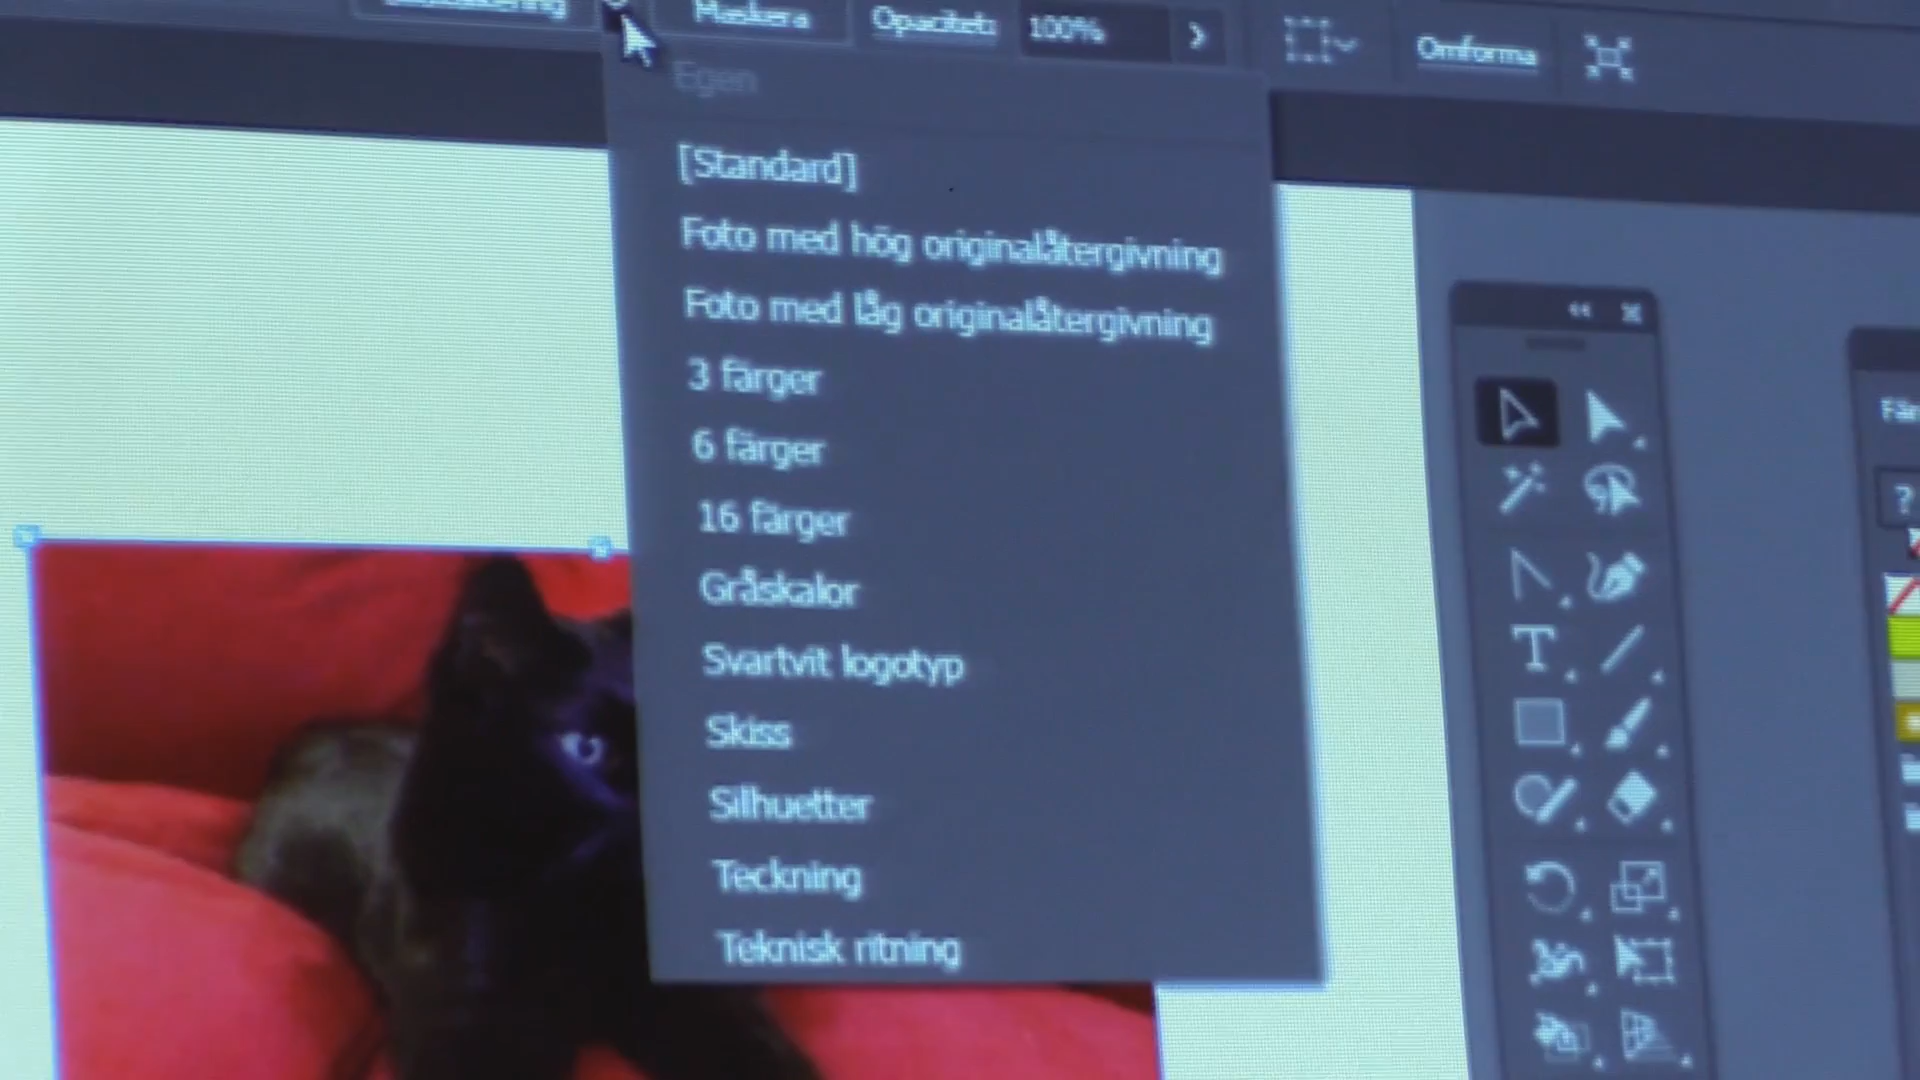 Maskera Opacitet: 100% Omforma
Egen
[Standard]
Foto med hög originalåtergivning
Foto med låg originalåtergivning
3 färger
6 färger
16 färger
Gråskalor
Svartvit logotyp
Skiss
Silhuetter
Teckning
Teknisk ritning
Fär
?